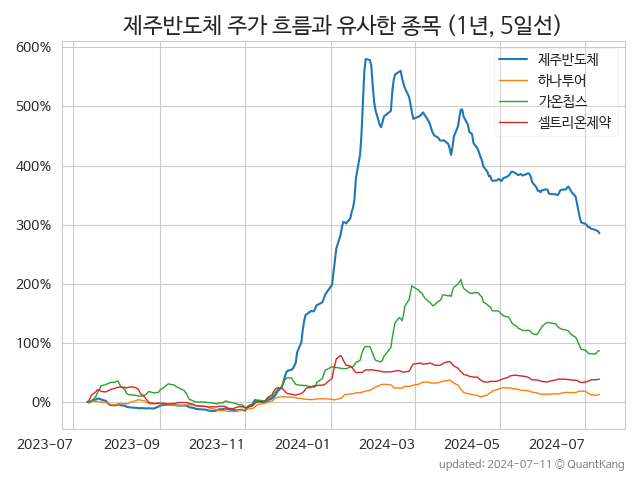 제주반도체 주가 흐름과 유사한 종목 (1년, 5일선)
600%
500%
400%
300%
200%
100%
0%
제주반도체
하나투어
가온칩스
셀트리온제약
2023-07
2023-09
2023-11
2024-01
2024-03
2024-05
2024-07
updated: 2024-07-11 © QuantKang